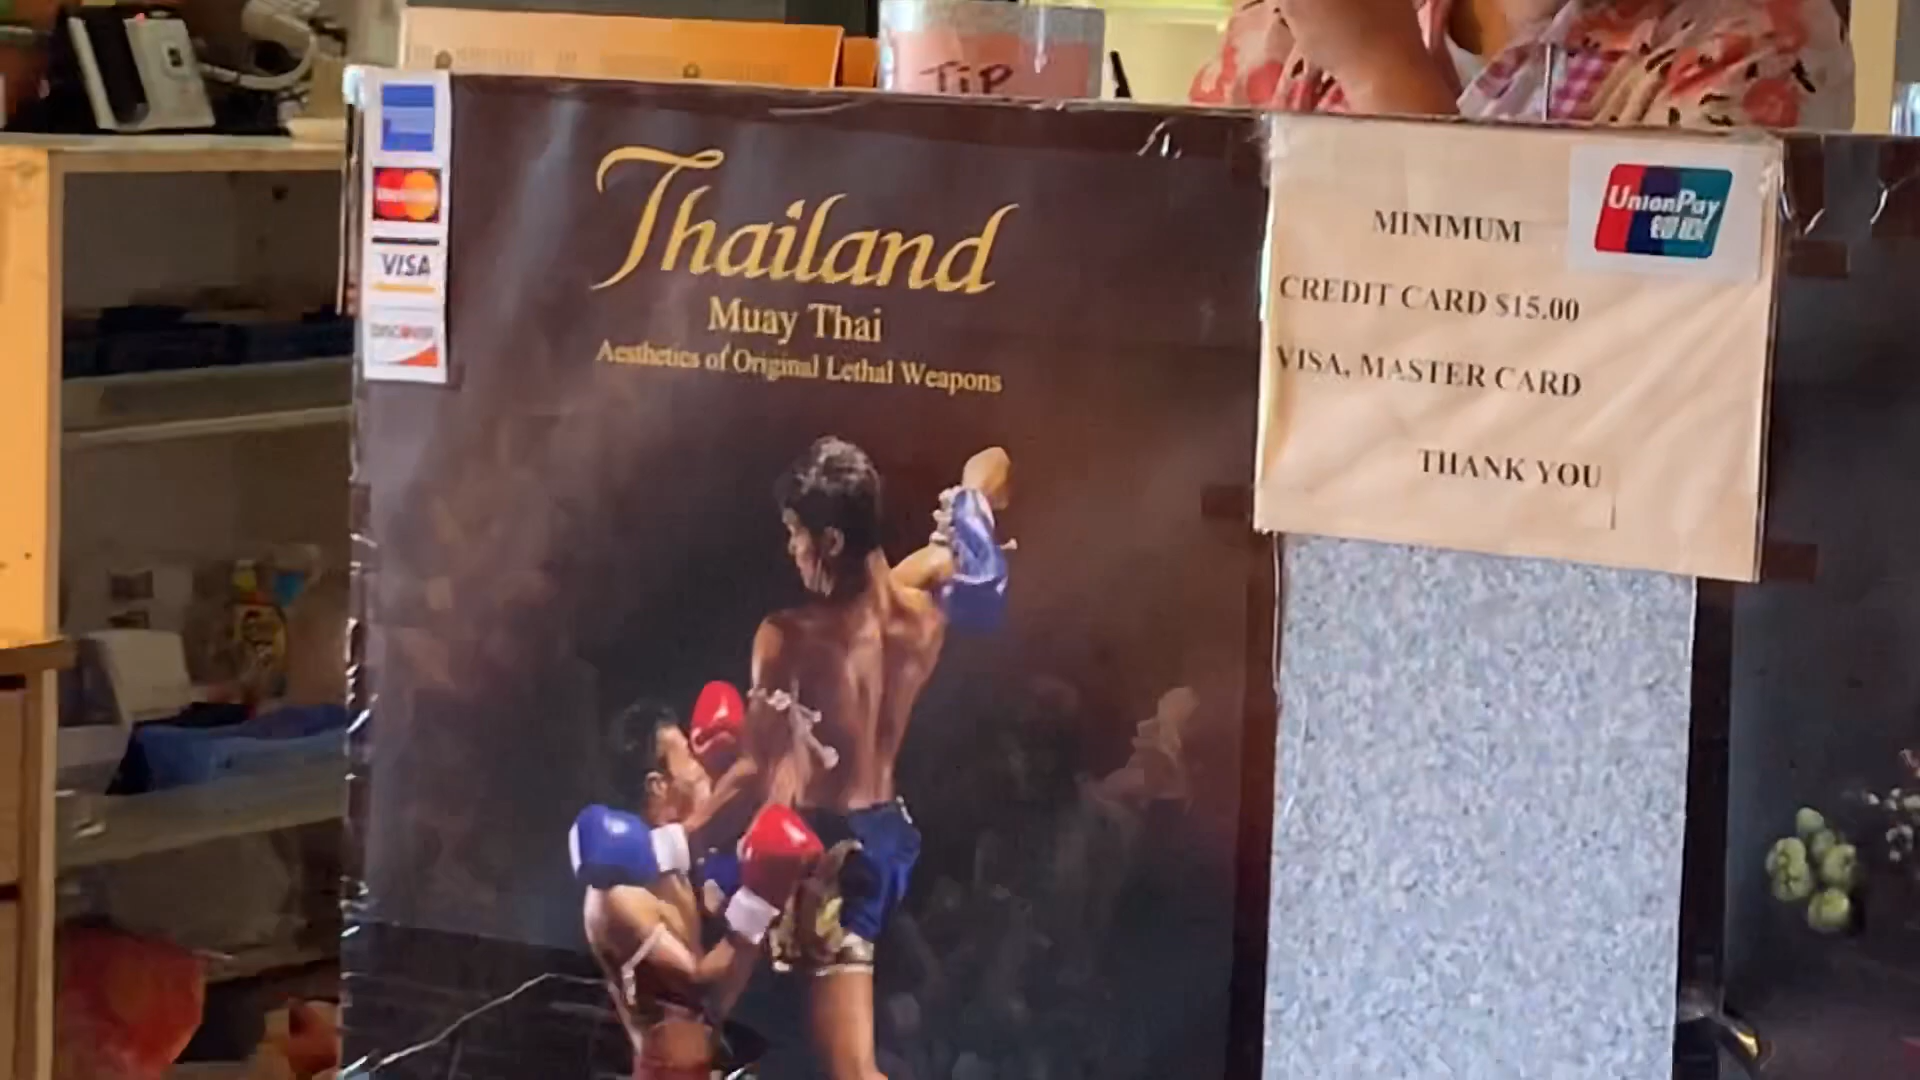 TIP
Thailand
Muay Thai
Aesthetics of Original Lethal Weapons
VISA
DISCOVER
UnionPay
银联
MINIMUM
CREDIT CARD $15.00
VISA, MASTER CARD
THANK YOU